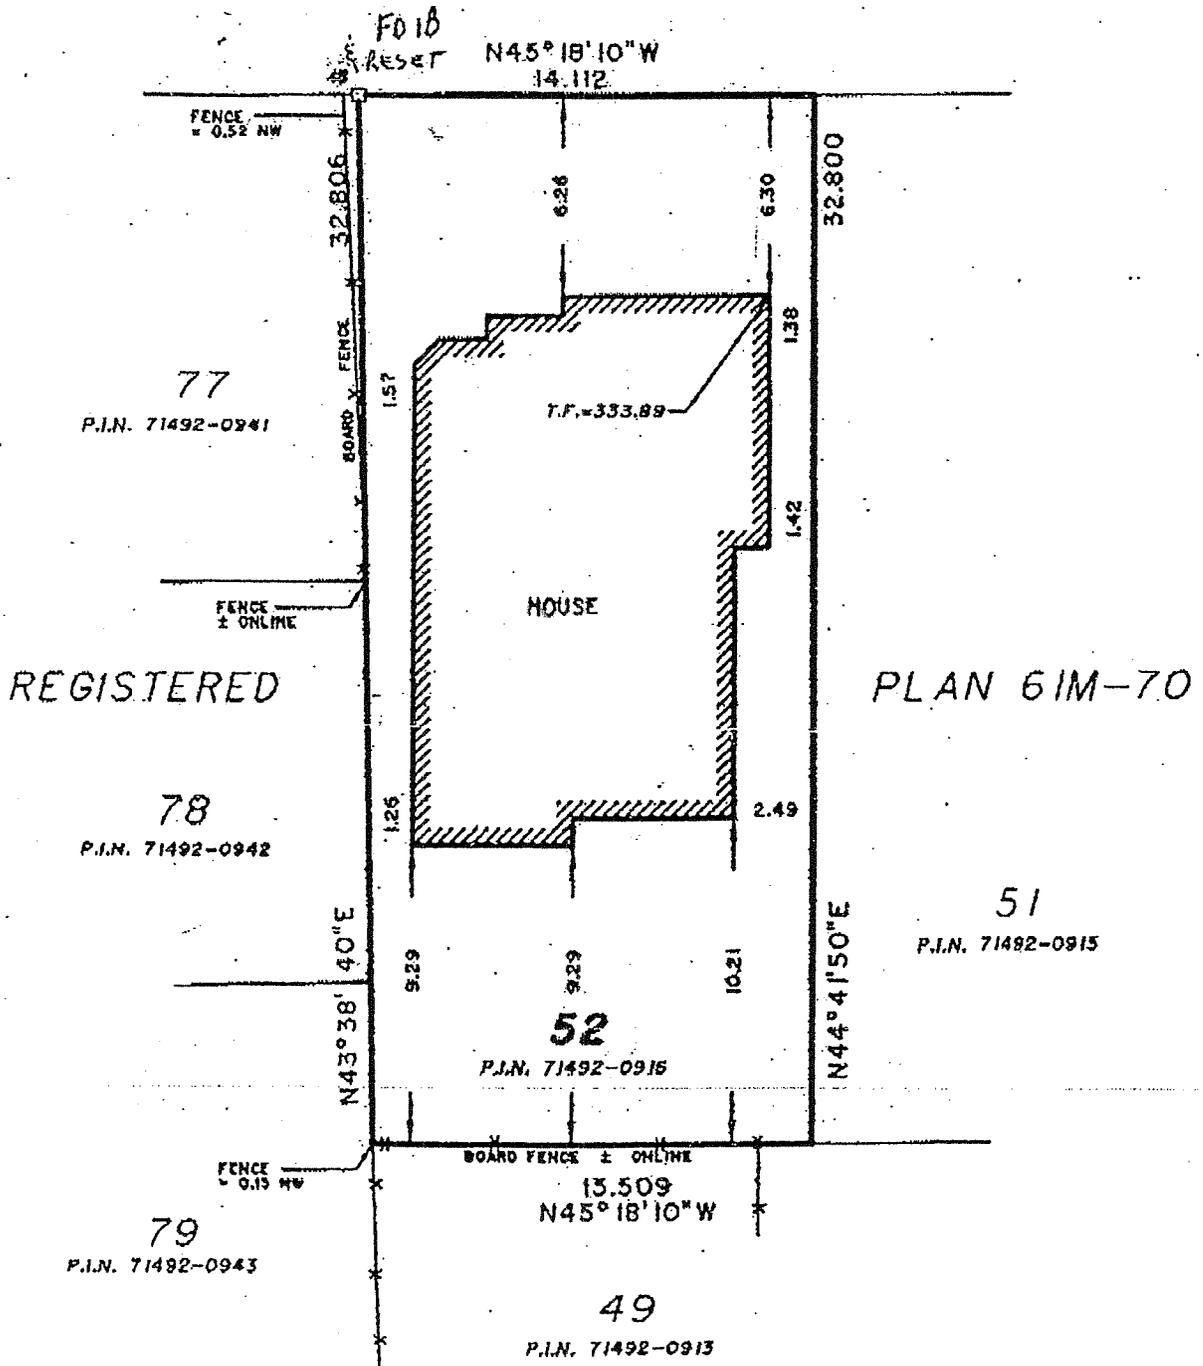 FD IB
RESET
N45°18'10"W
14.112
FENCE
= 0.52 NW
32.806
6.26
6.30
32.800
BOARD FENCE
1.57
1.38
77
P.I.N. 71492-0941
T.F.=333.89
1.42
FENCE
± ONLINE
HOUSE
REGISTERED
PLAN 61M-70
78
P.I.N. 71492-0942
1.26
2.49
51
P.I.N. 71492-0915
N43°38'40"E
9.29
9.29
10.21
N44°41'50"E
52
P.I.N. 71492-0916
BOARD FENCE ± ONLINE
FENCE
0.15 NW
13.509
N45°18'10"W
79
P.I.N. 71492-0943
49
P.I.N. 71492-0913